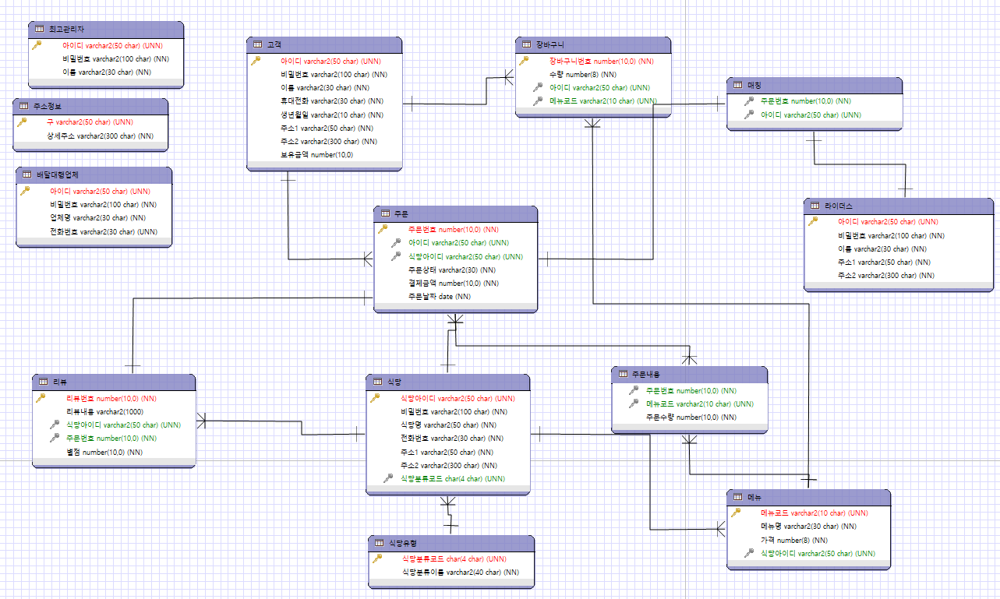 최고관리자
아이디 varchar2(50 char) (UNN)
비밀번호 varchar2(100 char) (NN)
이름 varchar2(30 char) (NN)
주소정보
구 varchar2(50 char) (UNN)
상세주소 varchar2(300 char) (NN)
배달대형업체
아이디 varchar2(50 char) (UNN)
비밀번호 varchar2(100 char) (NN)
업체명 varchar2(30 char) (NN)
전화번호 varchar2(30 char) (UNN)
고객
아이디 varchar2(50 char) (UNN)
비밀번호 varchar2(100 char) (NN)
이름 varchar2(30 char) (NN)
휴대전화 varchar2(30 char) (NN)
생년월일 varchar2(10 char) (NN)
주소1 varchar2(50 char) (NN)
주소2 varchar2(300 char) (NN)
보유금액 number(10,0)
장바구니
장바구니번호 number(10,0) (NN)
수량 number(8) (NN)
아이디 varchar2(50 char) (UNN)
메뉴코드 varchar2(10 char) (UNN)
매칭
주문번호 number(10,0) (NN)
아이디 varchar2(50 char) (UNN)
라이더스
아이디 varchar2(50 char) (UNN)
비밀번호 varchar2(100 char) (NN)
이름 varchar2(30 char) (NN)
주소1 varchar2(50 char) (NN)
주소2 varchar2(300 char) (NN)
주문
주문번호 number(10,0) (NN)
아이디 varchar2(50 char) (UNN)
식당아이디 varchar2(50 char) (UNN)
주문상태 varchar2(30) (NN)
결제금액 number(10,0) (NN)
주문날짜 date (NN)
리뷰
리뷰번호 number(10,0) (NN)
리뷰내용 varchar2(1000)
식당아이디 varchar2(50 char) (UNN)
주문번호 number(10,0) (NN)
별점 number(10,0) (NN)
식당
식당아이디 varchar2(50 char) (UNN)
비밀번호 varchar2(100 char) (NN)
식당명 varchar2(50 char) (NN)
전화번호 varchar2(30 char) (UNN)
주소1 varchar2(50 char) (NN)
주소2 varchar2(300 char) (NN)
식당분류코드 char(4 char) (UNN)
주문내용
주문번호 number(10,0) (NN)
메뉴코드 varchar2(10 char) (UNN)
주문수량 number(10,0) (NN)
메뉴
메뉴코드 varchar2(10 char) (UNN)
메뉴명 varchar2(30 char) (NN)
가격 number(8) (NN)
식당아이디 varchar2(50 char) (UNN)
식당유형
식당분류코드 char(4 char) (UNN)
식당분류이름 varchar2(40 char) (NN)